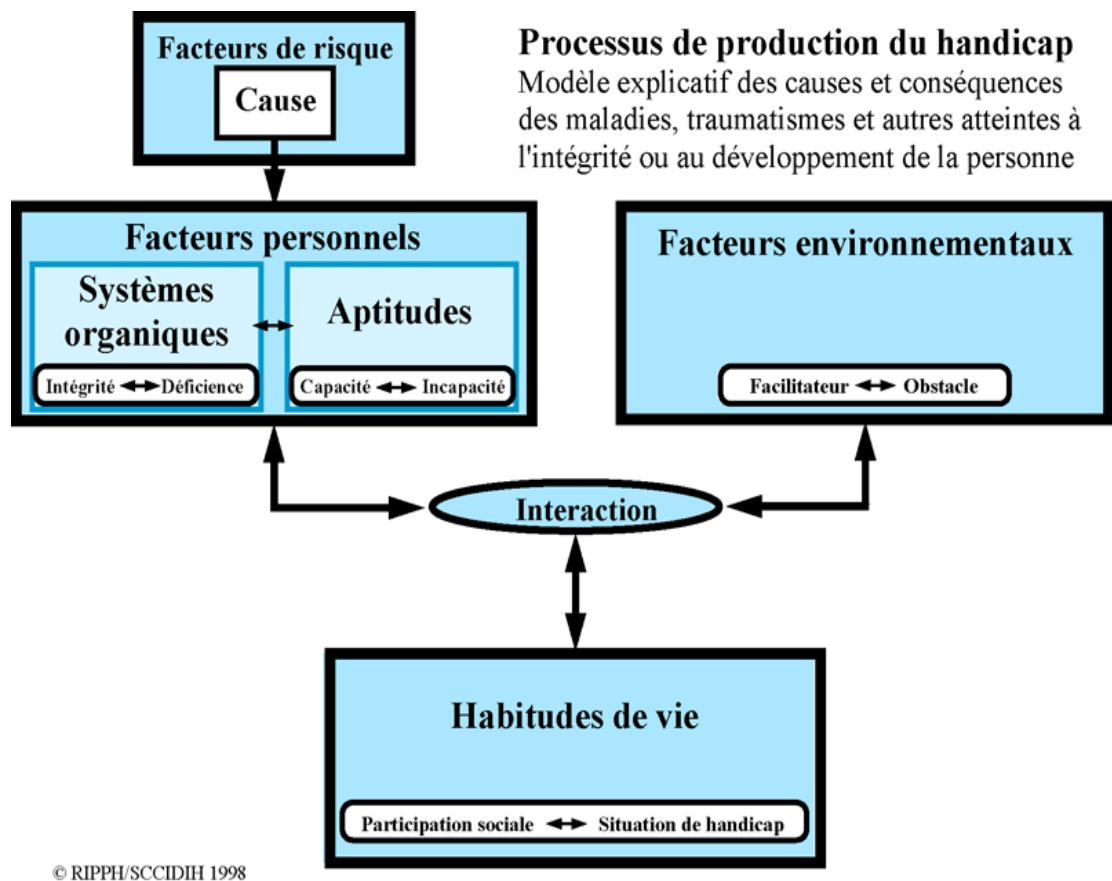 Facteurs de risque
Cause
Processus de production du handicap
Modèle explicatif des causes et conséquences
des maladies, traumatismes et autres atteintes à
l'intégrité ou au développement de la personne
Facteurs personnels
Systèmes
organiques
Intégrité Déficience
Aptitudes
Capacité Incapacité
Facteurs environnementaux
Facilitateur Obstacle
Interaction
Habitudes de vie
Participation sociale Situation de handicap
© RIPPH/SCCIDIH 1998